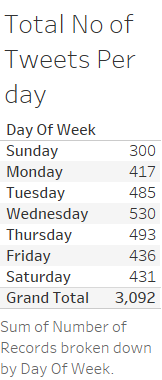 Total No of
Tweets Per
day
Day Of Week
Sunday 300
Monday 417
Tuesday 485
Wednesday 530
Thursday 493
Friday 436
Saturday 431
Grand Total 3,092
Sum of Number of
Records broken down
by Day Of Week.